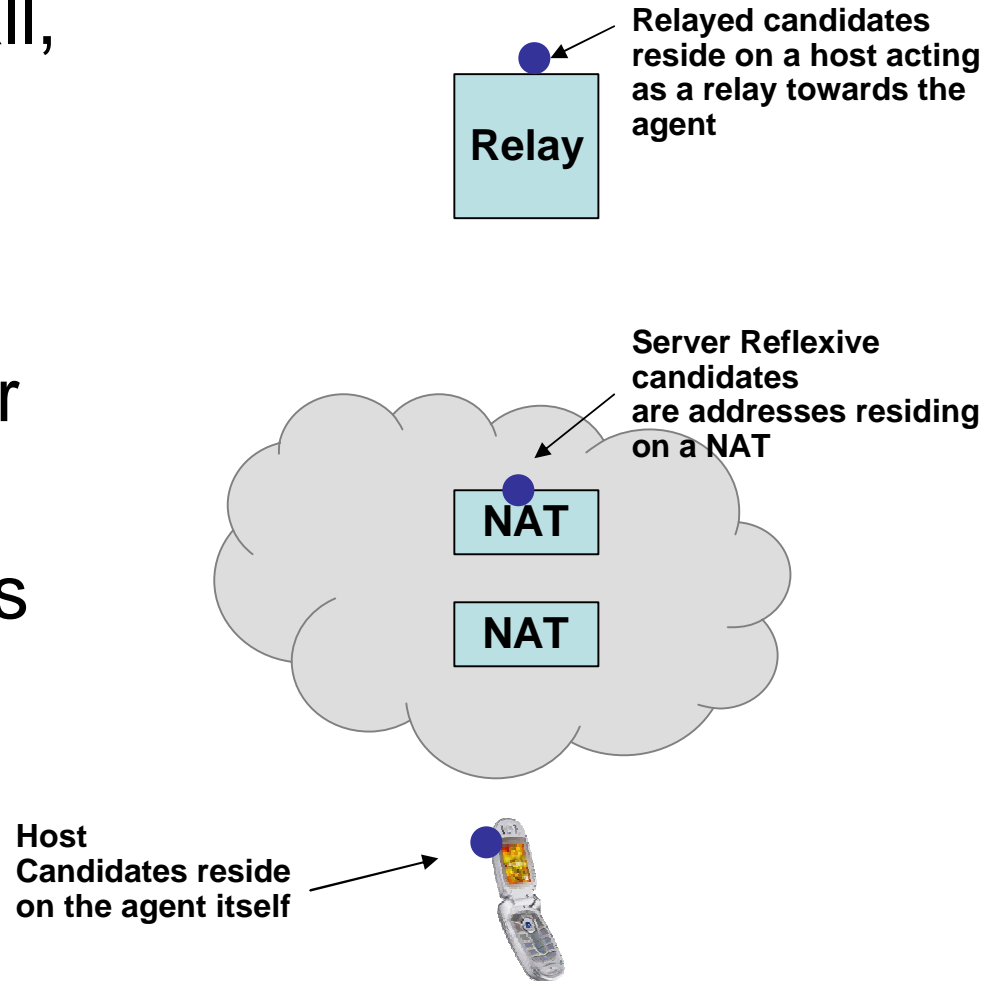 ll,
r
s
Relayed candidates
reside on a host acting
as a relay towards the
agent
Relay
Server Reflexive
candidates
are addresses residing
on a NAT
NAT
NAT
Host
Candidates reside
on the agent itself